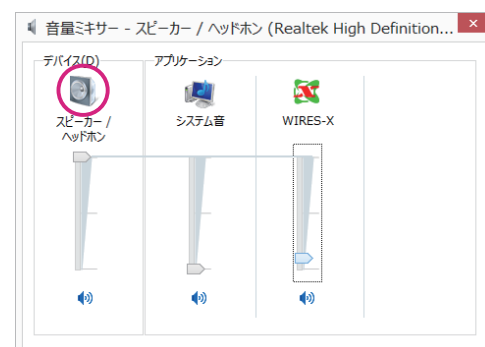 音量ミキサー - スピーカー / ヘッドホン (Realtek High Definition...
デバイス(D)
アプリケーション
スピーカー /
ヘッドホン
システム音
WIRES-X